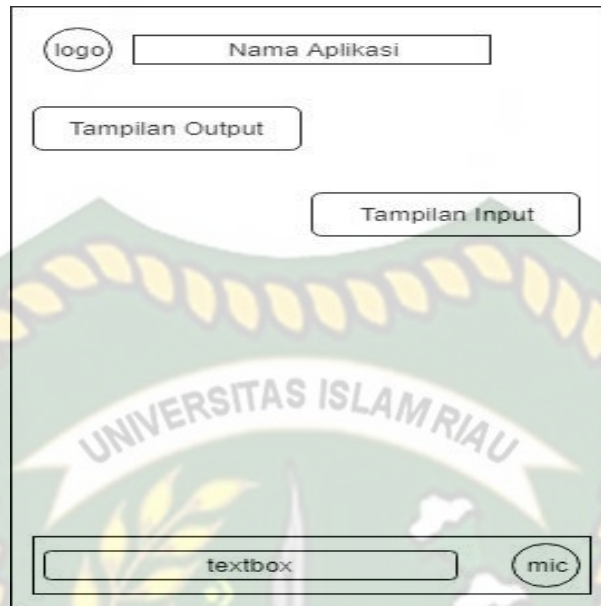 logo
Nama Aplikasi
Tampilan Output
Tampilan Input
UNIVERSITAS ISLAM RIAU
textbox
mic